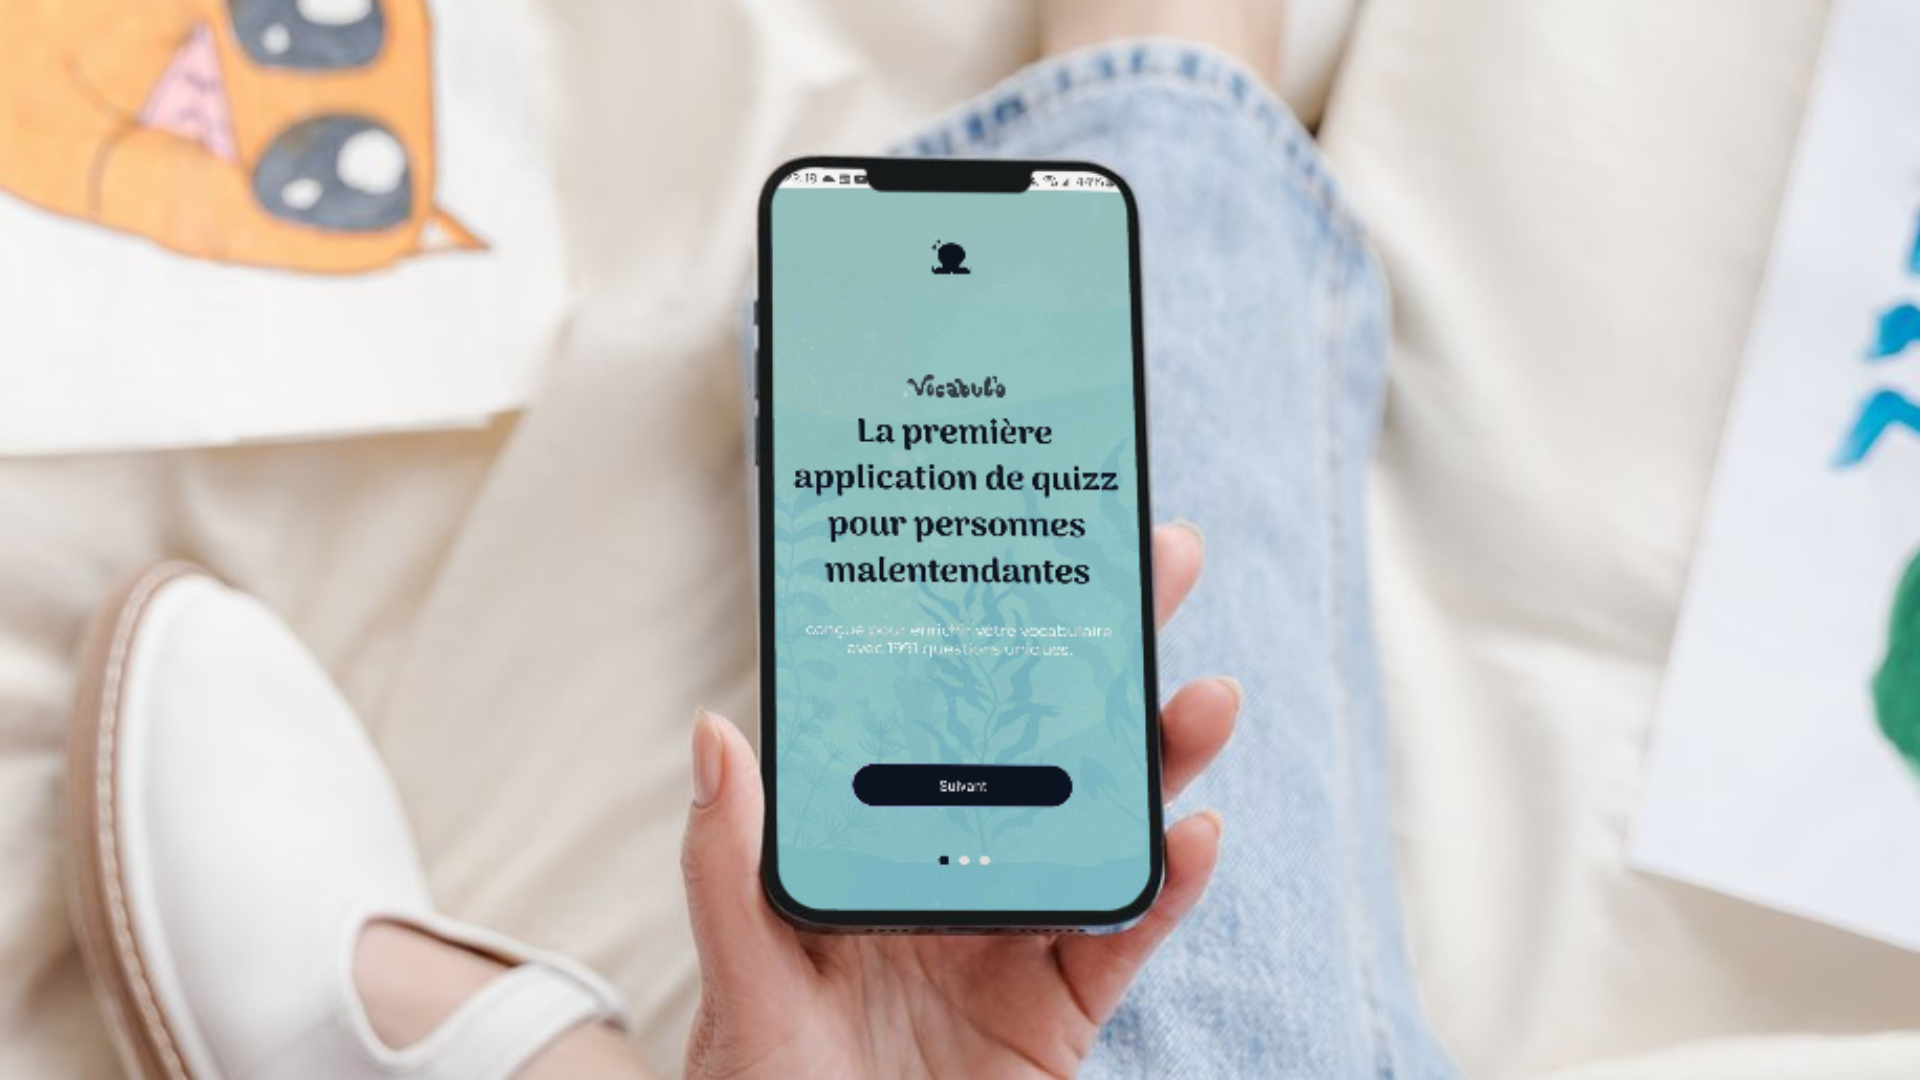 Vocabul'o
La première
application de quizz
pour personnes
malentendantes
conçue pour enrichir votre vocabulaire
avec 1991 questions uniques.
Suivant